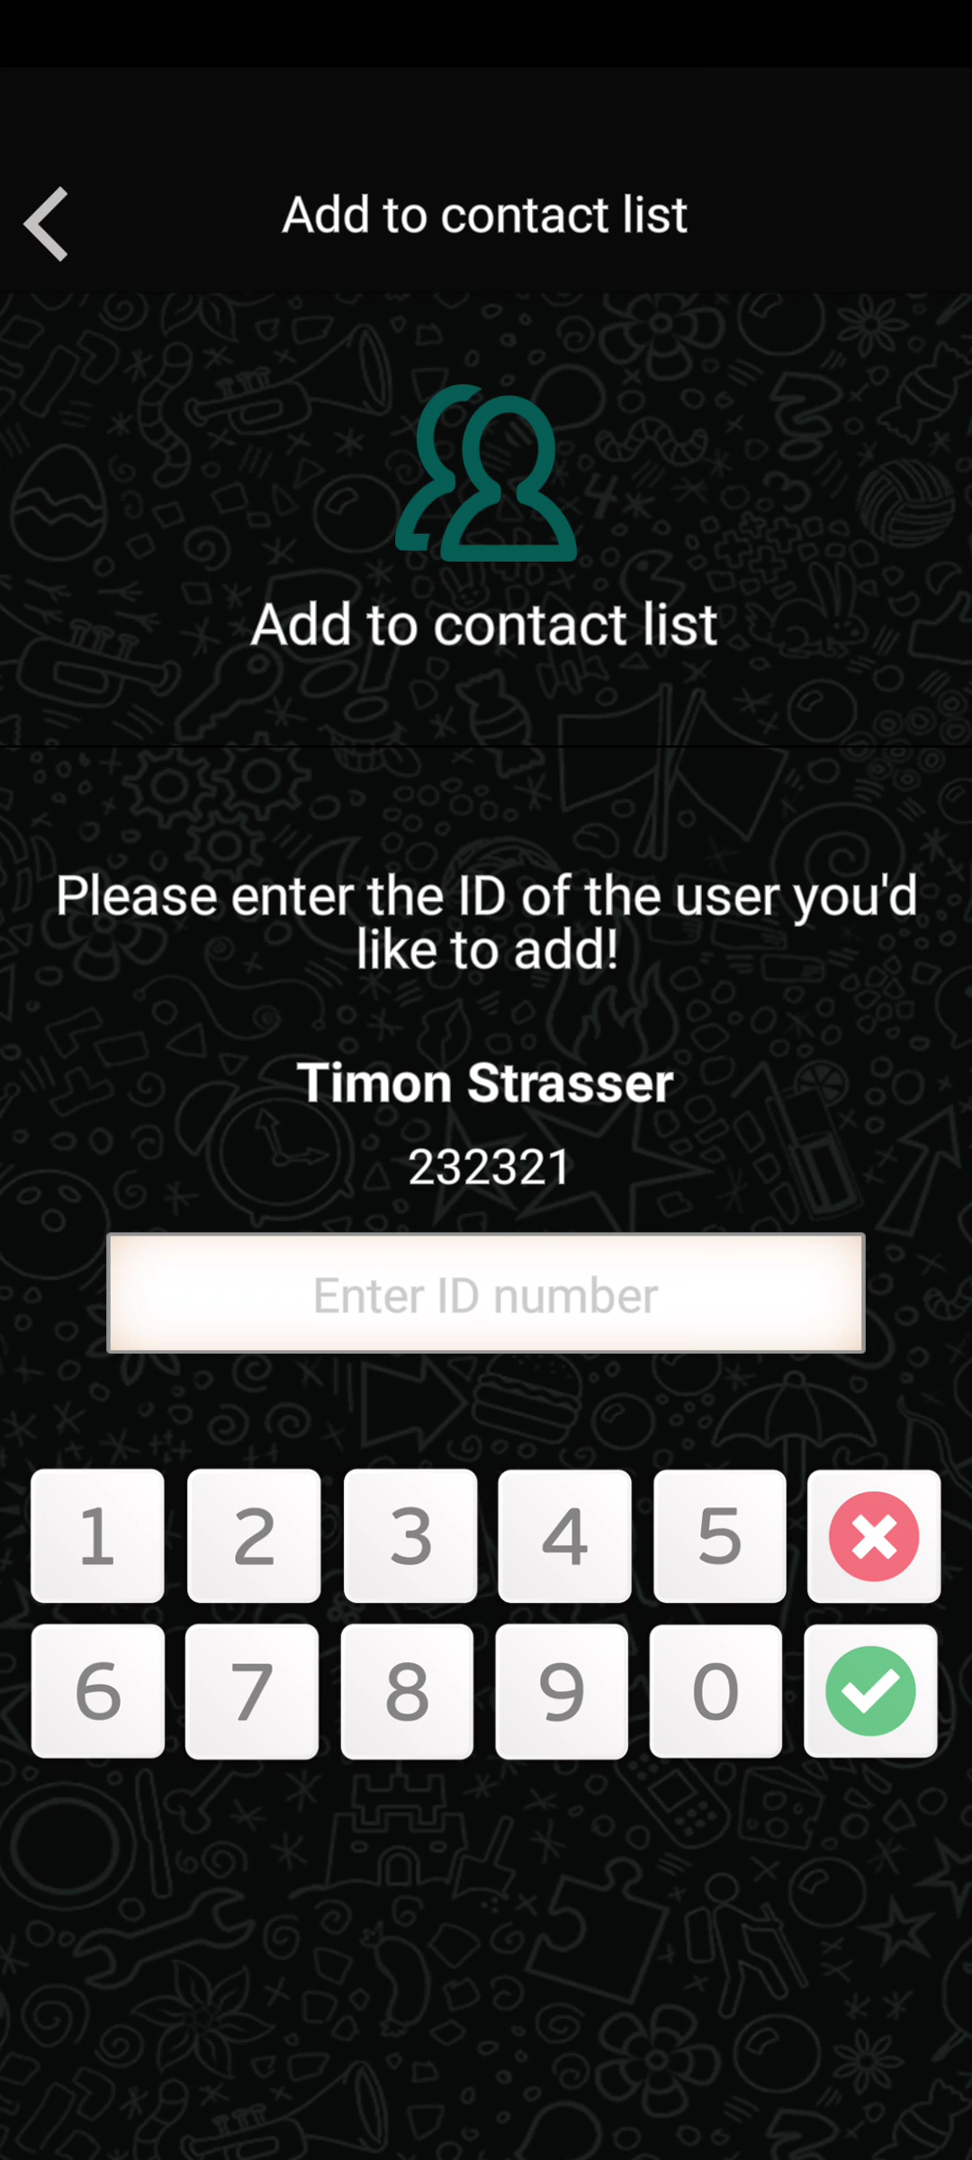 Add to contact list
Add to contact list
Please enter the ID of the user you'd
like to add!
Timon Strasser
232321
Enter ID number
1 2 3 4 5
6 7 8 9 0